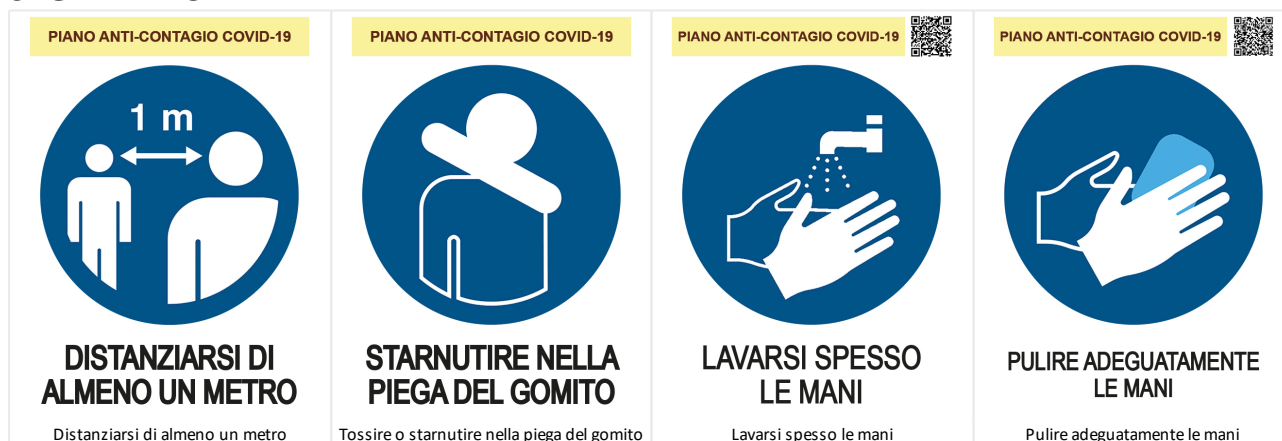 PIANO ANTI-CONTAGIO COVID-19
1 m
DISTANZIARSI DI
ALMENO UN METRO
Distanziarsi di almeno un metro
PIANO ANTI-CONTAGIO COVID-19
STARNUTIRE NELLA
PIEGA DEL GOMITO
Tossire o starnutire nella piega del gomito
PIANO ANTI-CONTAGIO COVID-19
LAVARSI SPESSO
LE MANI
Lavarsi spesso le mani
PIANO ANTI-CONTAGIO COVID-19
PULIRE ADEGUATAMENTE
LE MANI
Pulire adeguatamente le mani